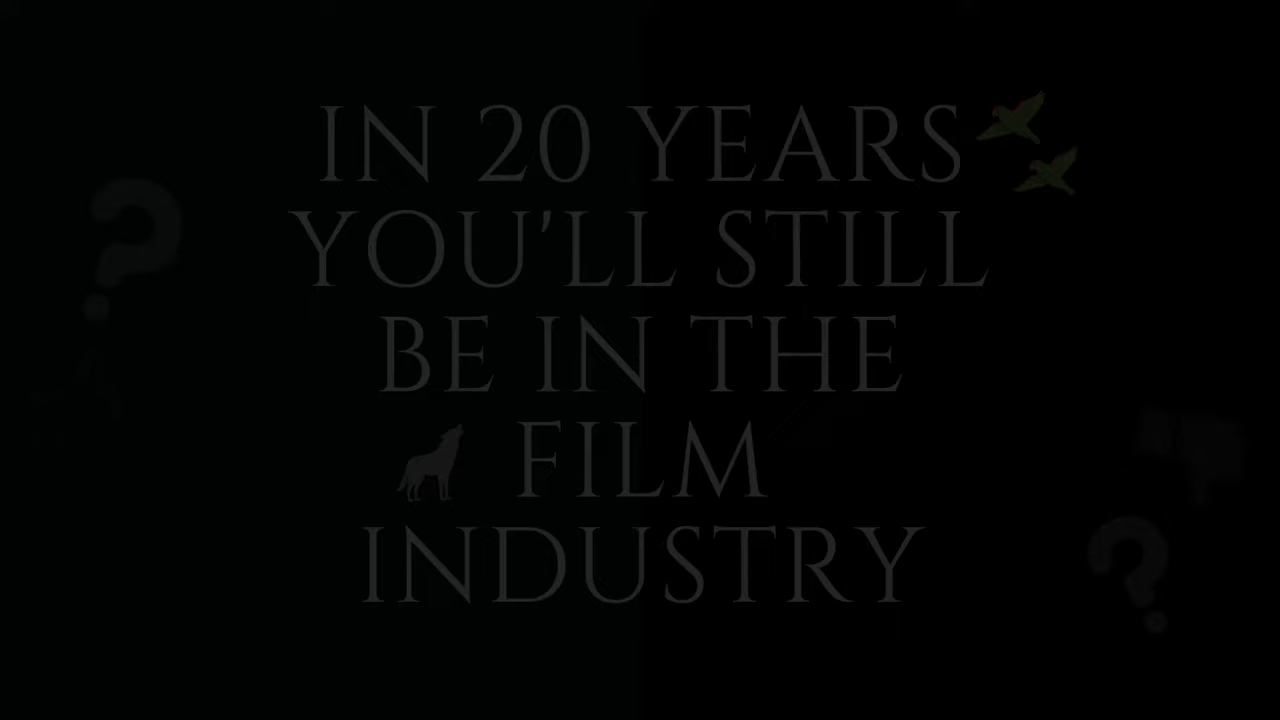 IN 20 YEARS
YOU'LL STILL
BE IN THE
FILM
INDUSTRY
?
?